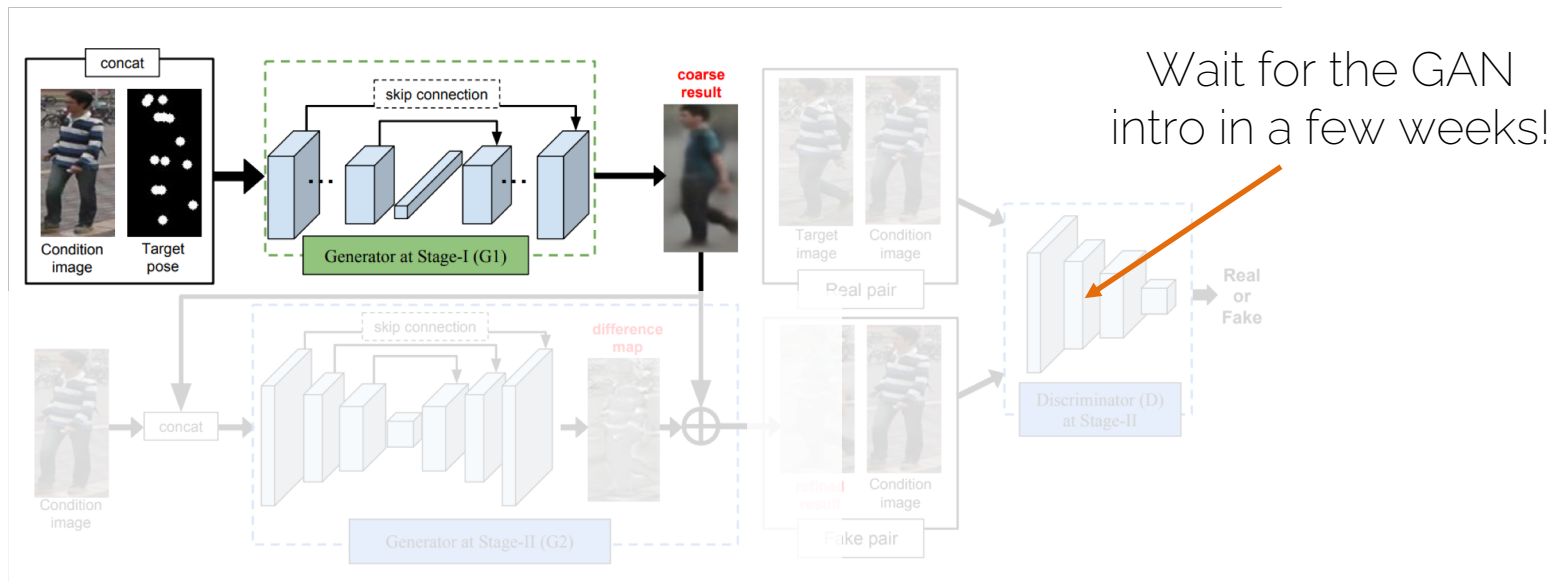 Wait for the GAN
intro in a few weeks!
concat
Condition
image
Target
pose
skip connection
...
...
Generator at Stage-I (G1)
coarse
result
Target
image
Condition
image
Real pair
Real
or
Fake
Discriminator (D)
at Stage-II
Condition
image
concat
skip connection
Generator at Stage-II (G2)
difference
map
refined
result
Condition
image
Fake pair